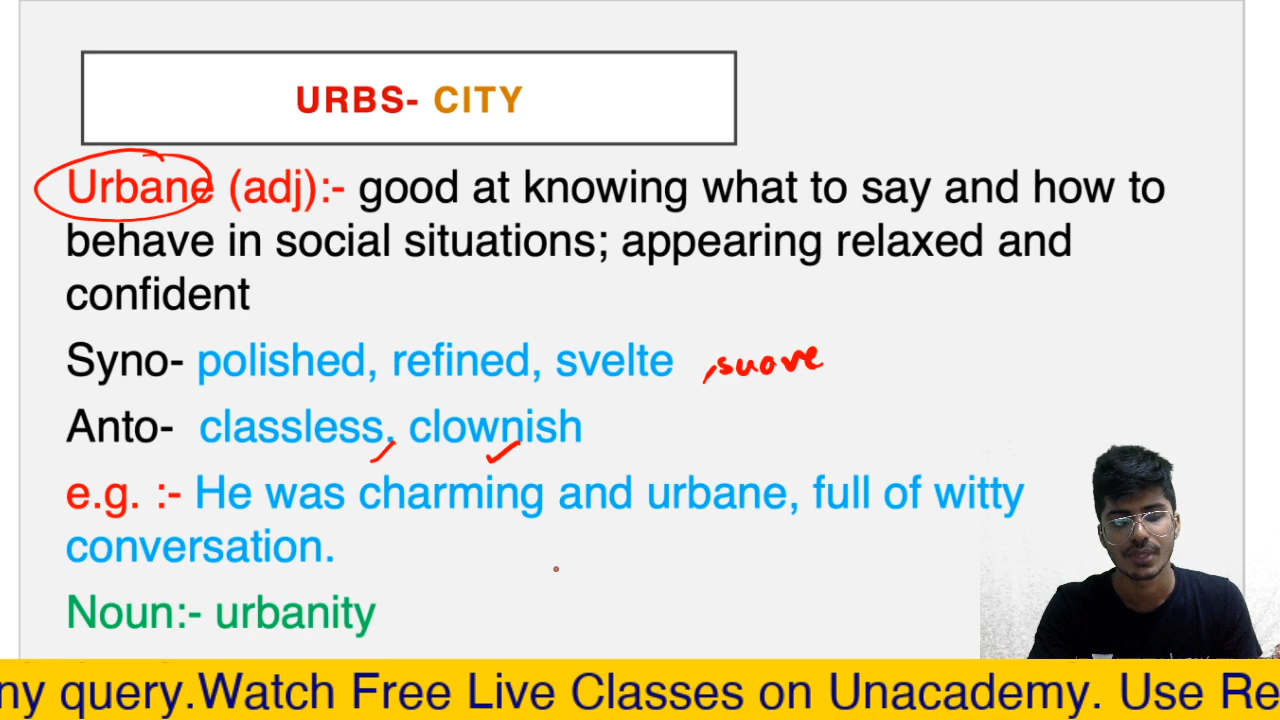 URBS- CITY
Urbane (adj):- good at knowing what to say and how to
behave in social situations; appearing relaxed and
confident
Syno- polished, refined, svelte , suave
Anto- classless, clownish
e.g. :- He was charming and urbane, full of witty
conversation.
Noun:- urbanity
ny query.Watch Free Live Classes on Unacademy. Use Re